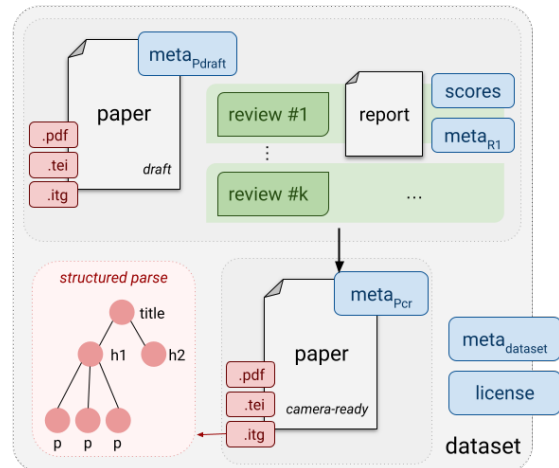 meta_Pdraft
paper
draft
.pdf
.tei
.itg
review #1
report
scores
meta_R1
⋮
review #k
...
structured parse
title
h1
h2
p
p
p
meta_Pcr
paper
camera-ready
.pdf
.tei
.itg
meta_dataset
license
dataset